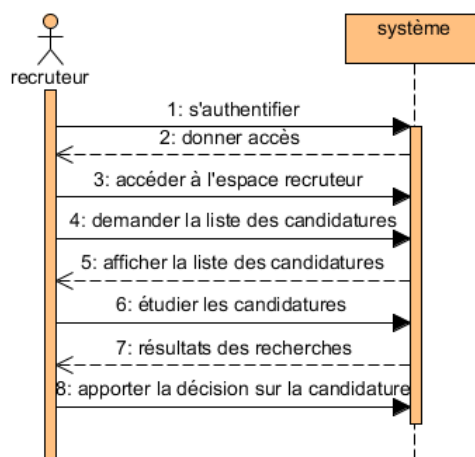 système
recruteur
1: s'authentifier
2: donner accès
3: accéder à l'espace recruteur
4: demander la liste des candidatures
5: afficher la liste des candidatures
6: étudier les candidatures
7: résultats des recherches
8: apporter la décision sur la candidature